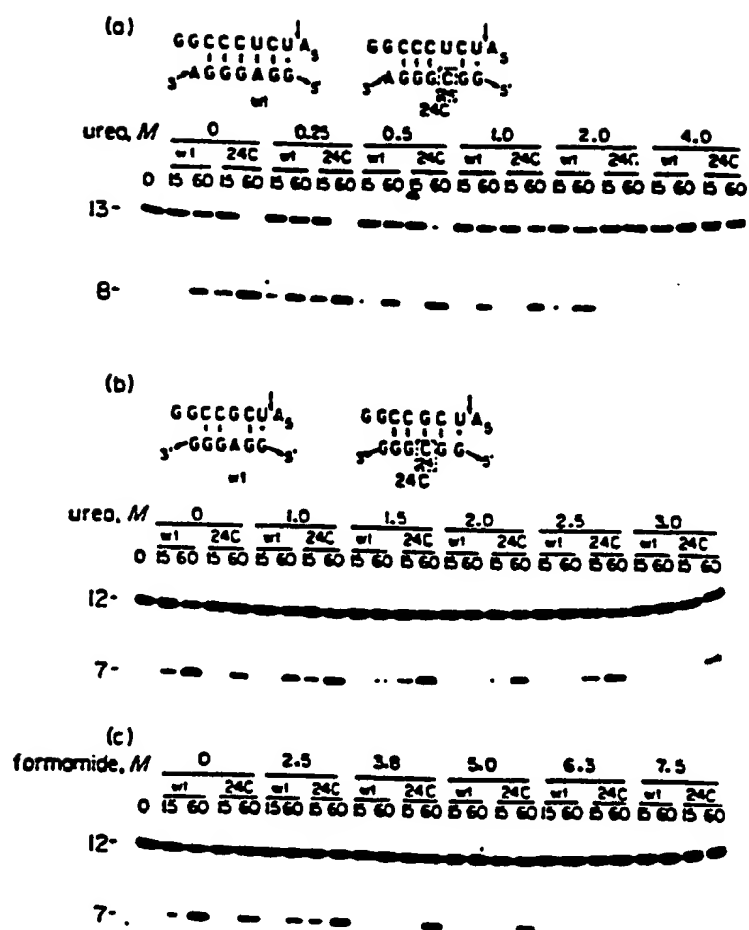 (a)
GGCCCUCUA5 GGCCCUCUA5
3' AGGGAGG 5' 3' AGGGCGG 5'
wt 24C
urea, M 0 0.25 0.5 1.0 2.0 4.0
wt 24C wt 24C wt 24C wt 24C wt 24C wt 24C
0 15 60 15 60 15 60 15 60 15 60 15 60 15 60 15 60 15 60 15 60 15 60 15 60
13-
8-
(b)
GGCCGCUA5 GGCCGCUA5
3' GGGAGG 5' 3' GGGCGG 5'
wt 24
24C
urea, M 0 1.0 1.5 2.0 2.5 3.0
wt 24C wt 24C wt 24C wt 24C wt 24C wt 24C
0 15 60 15 60 15 60 15 60 15 60 15 60 15 60 15 60 15 60 15 60 15 60 15 60
12-
7-
(c)
formamide, M 0 2.5 3.8 5.0 6.3 7.5
wt 24C wt 24C wt 24C wt 24C wt 24C wt 24C
0 15 60 15 60 15 60 15 60 15 60 15 60 15 60 15 60 15 60 15 60 15 60 15 60
12-
7-